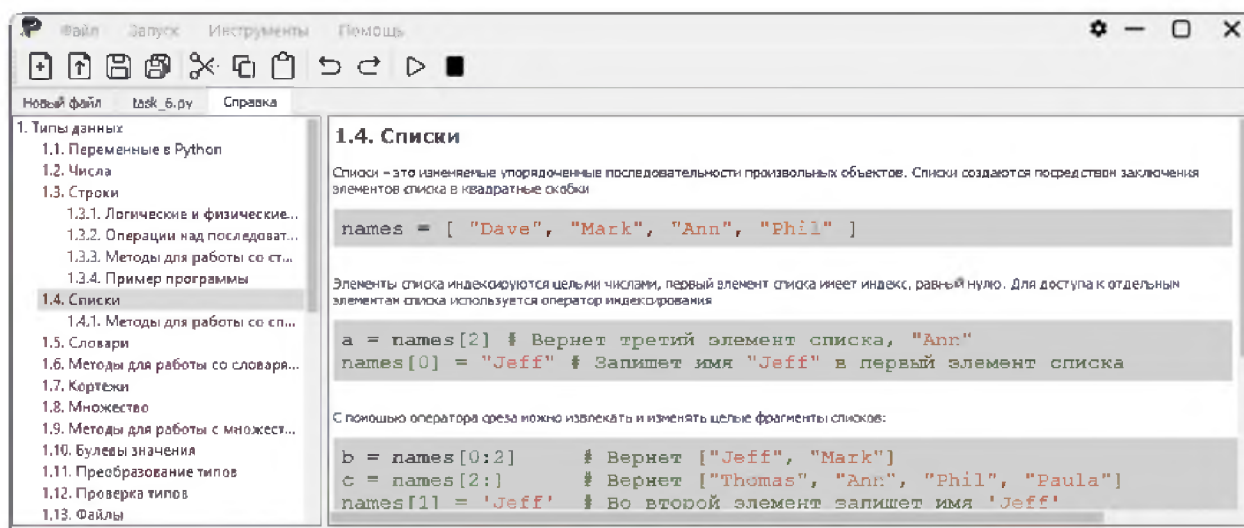 Файл Запуск Инструменты Помощь
Новый файл task_6.py Справка
1. Типы данных
1.1. Переменные в Python
1.2. Числа
1.3. Строки
1.3.1. Логические и физические...
1.3.2. Операции над последоват...
1.3.3. Методы для работы со ст...
1.3.4. Пример программы
1.4. Списки
1.4.1. Методы для работы со сп...
1.5. Словари
1.6. Методы для работы со словаря...
1.7. Кортежи
1.8. Множество
1.9. Методы для работы с множест...
1.10. Булевы значения
1.11. Преобразование типов
1.12. Проверка типов
1.13. Файлы
1.4. Списки
Списки – это изменяемые упорядоченные последовательности произвольных объектов. Списки создаются посредством заключения
элементов списка в квадратные скобки
names = [ "Dave", "Mark", "Ann", "Phil" ]
Элементы списка индексируются целыми числами, первый элемент списка имеет индекс, равный нулю. Для доступа к отдельным
элементам списка используется оператор индексирования
a = names[2] # Вернет третий элемент списка, "Ann"
names[0] = "Jeff" # Запишет имя "Jeff" в первый элемент списка
С помощью оператора среза можно извлекать и изменять целые фрагменты списков:
b = names[0:2] # Вернет ["Jeff", "Mark"]
c = names[2:] # Вернет ["Thomas", "Ann", "Phil", "Paula"]
names[1] = 'Jeff' # Во второй элемент запишет имя 'Jeff'